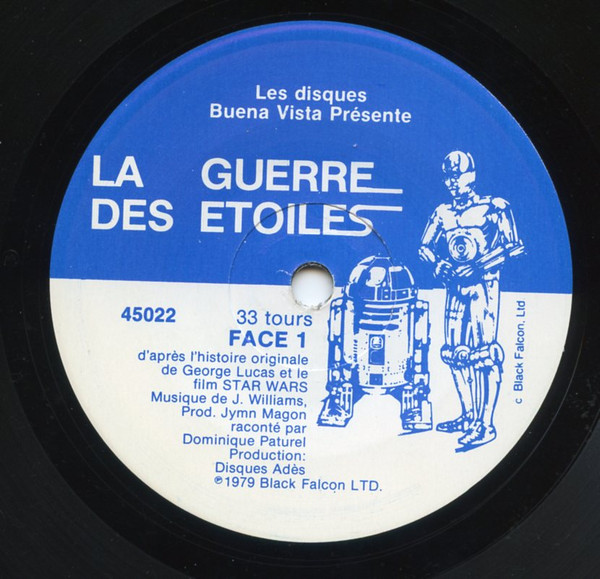 Les disques
Buena Vista Présente
LA GUERRE
DES ETOILES
45022
33 tours
FACE 1
d'après l'histoire originale
de George Lucas et le
film STAR WARS
Musique de J. Williams,
Prod. Jymn Magon
raconté par
Dominique Paturel
Production:
Disques Adès
℗1979 Black Falcon LTD.
c Black Falcon, Ltd